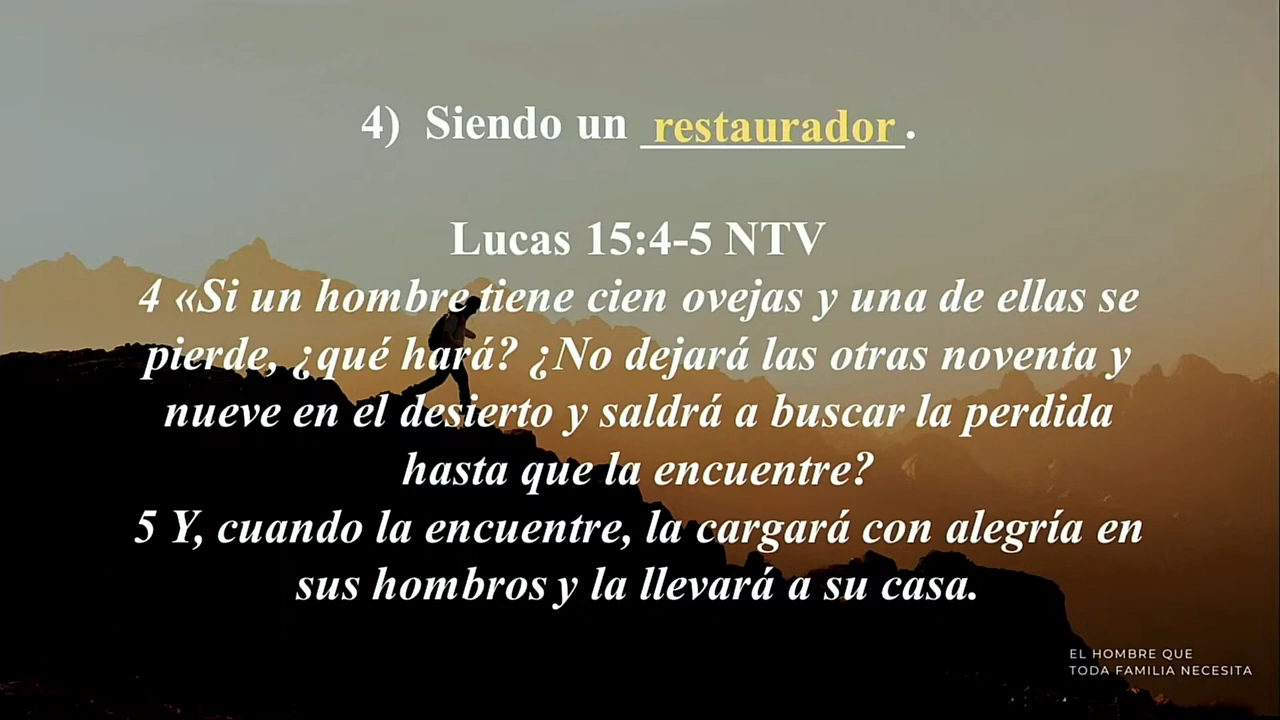 4) Siendo un restaurador.
Lucas 15:4-5 NTV
4 «Si un hombre tiene cien ovejas y una de ellas se
pierde, ¿qué hará? ¿No dejará las otras noventa y
nueve en el desierto y saldrá a buscar la perdida
hasta que la encuentre?
5 Y, cuando la encuentre, la cargará con alegría en
sus hombros y la llevará a su casa.
EL HOMBRE QUE
TODA FAMILIA NECESITA